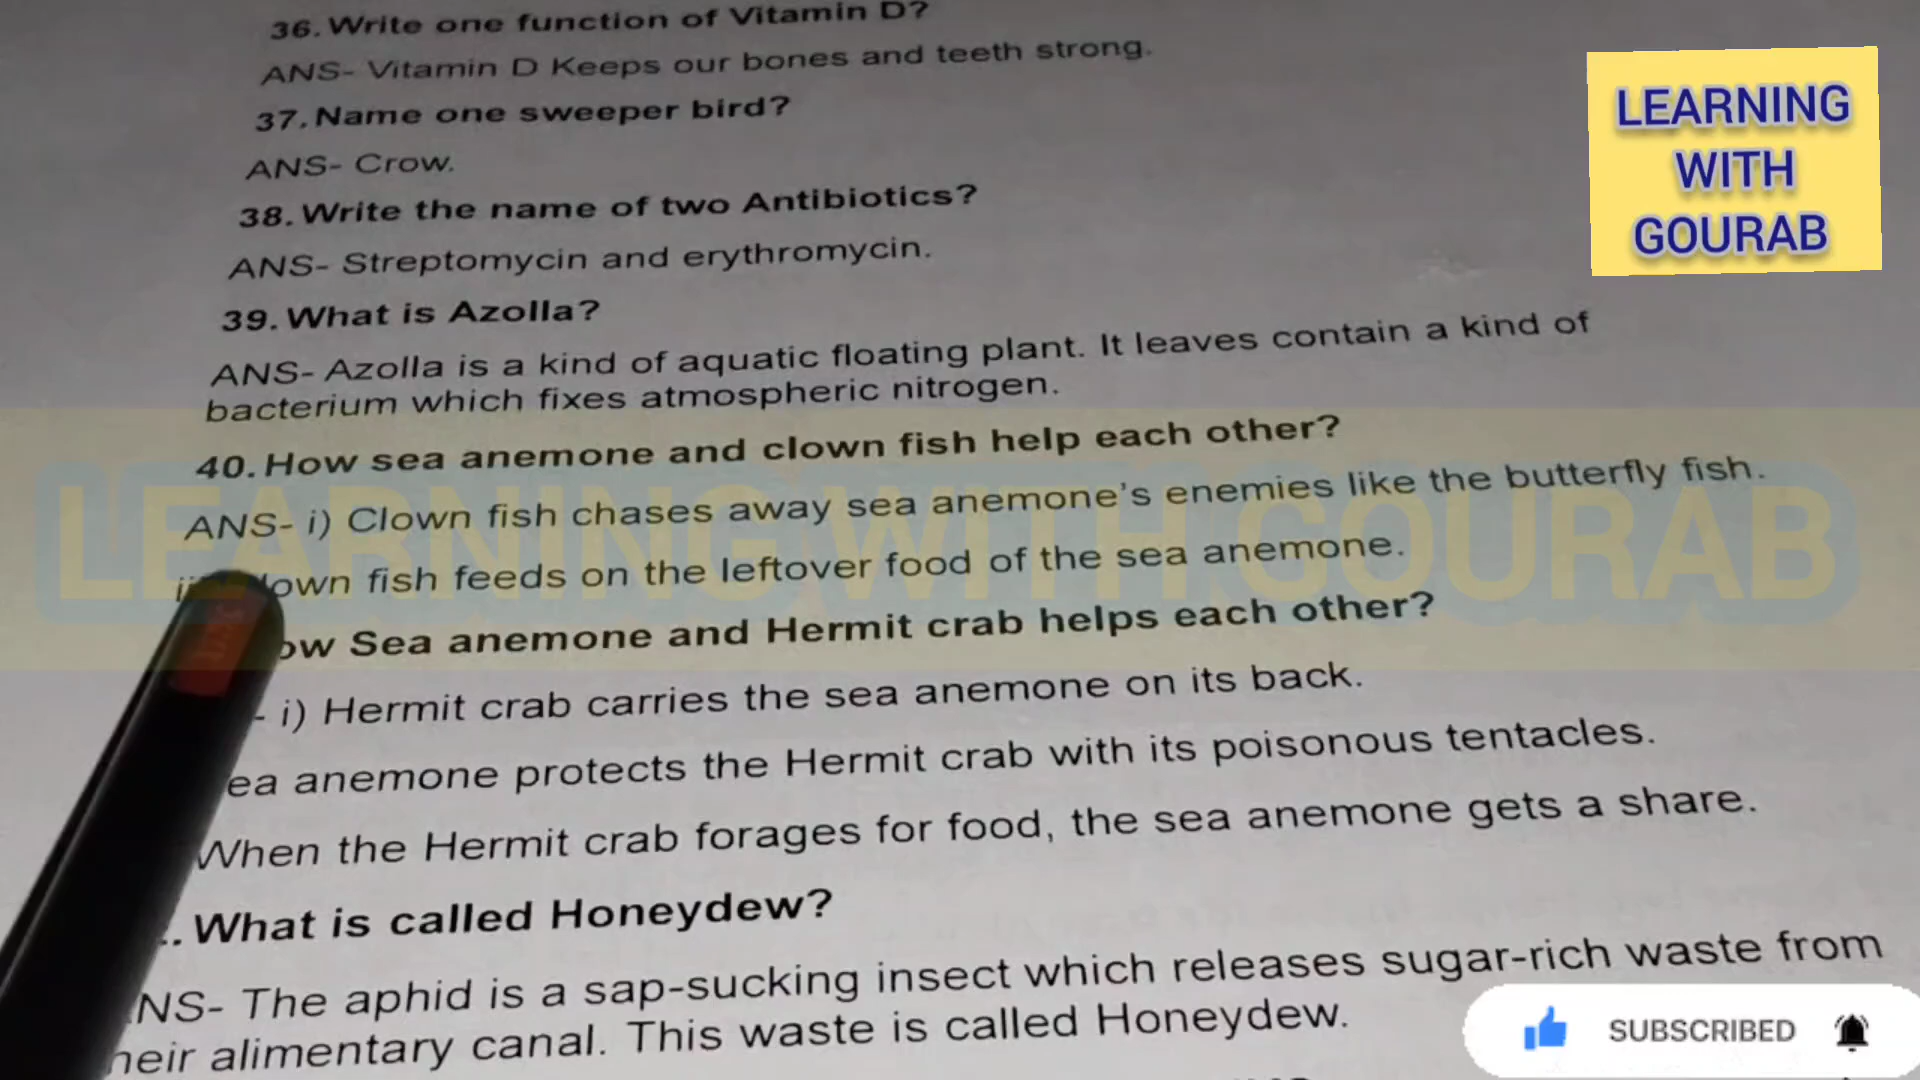 36. Write one function of Vitamin D?
ANS- Vitamin D Keeps our bones and teeth strong.
37. Name one sweeper bird?
ANS- Crow.
38. Write the name of two Antibiotics?
ANS- Streptomycin and erythromycin.
39. What is Azolla?
ANS- Azolla is a kind of aquatic floating plant. It leaves contain a kind of
bacterium which fixes atmospheric nitrogen.
40. How sea anemone and clown fish help each other?
ANS- i) Clown fish chases away sea anemone's enemies like the butterfly fish.
own fish feeds on the leftover food of the sea anemone.
ow Sea anemone and Hermit crab helps each other?
- i) Hermit crab carries the sea anemone on its back.
ea anemone protects the Hermit crab with its poisonous tentacles.
When the Hermit crab forages for food, the sea anemone gets a share.
. What is called Honeydew?
NS- The aphid is a sap-sucking insect which releases sugar-rich waste from
heir alimentary canal. This waste is called Honeydew.
LEARNING
WITH
GOURAB
LEARNING WITH GOURAB
SUBSCRIBED